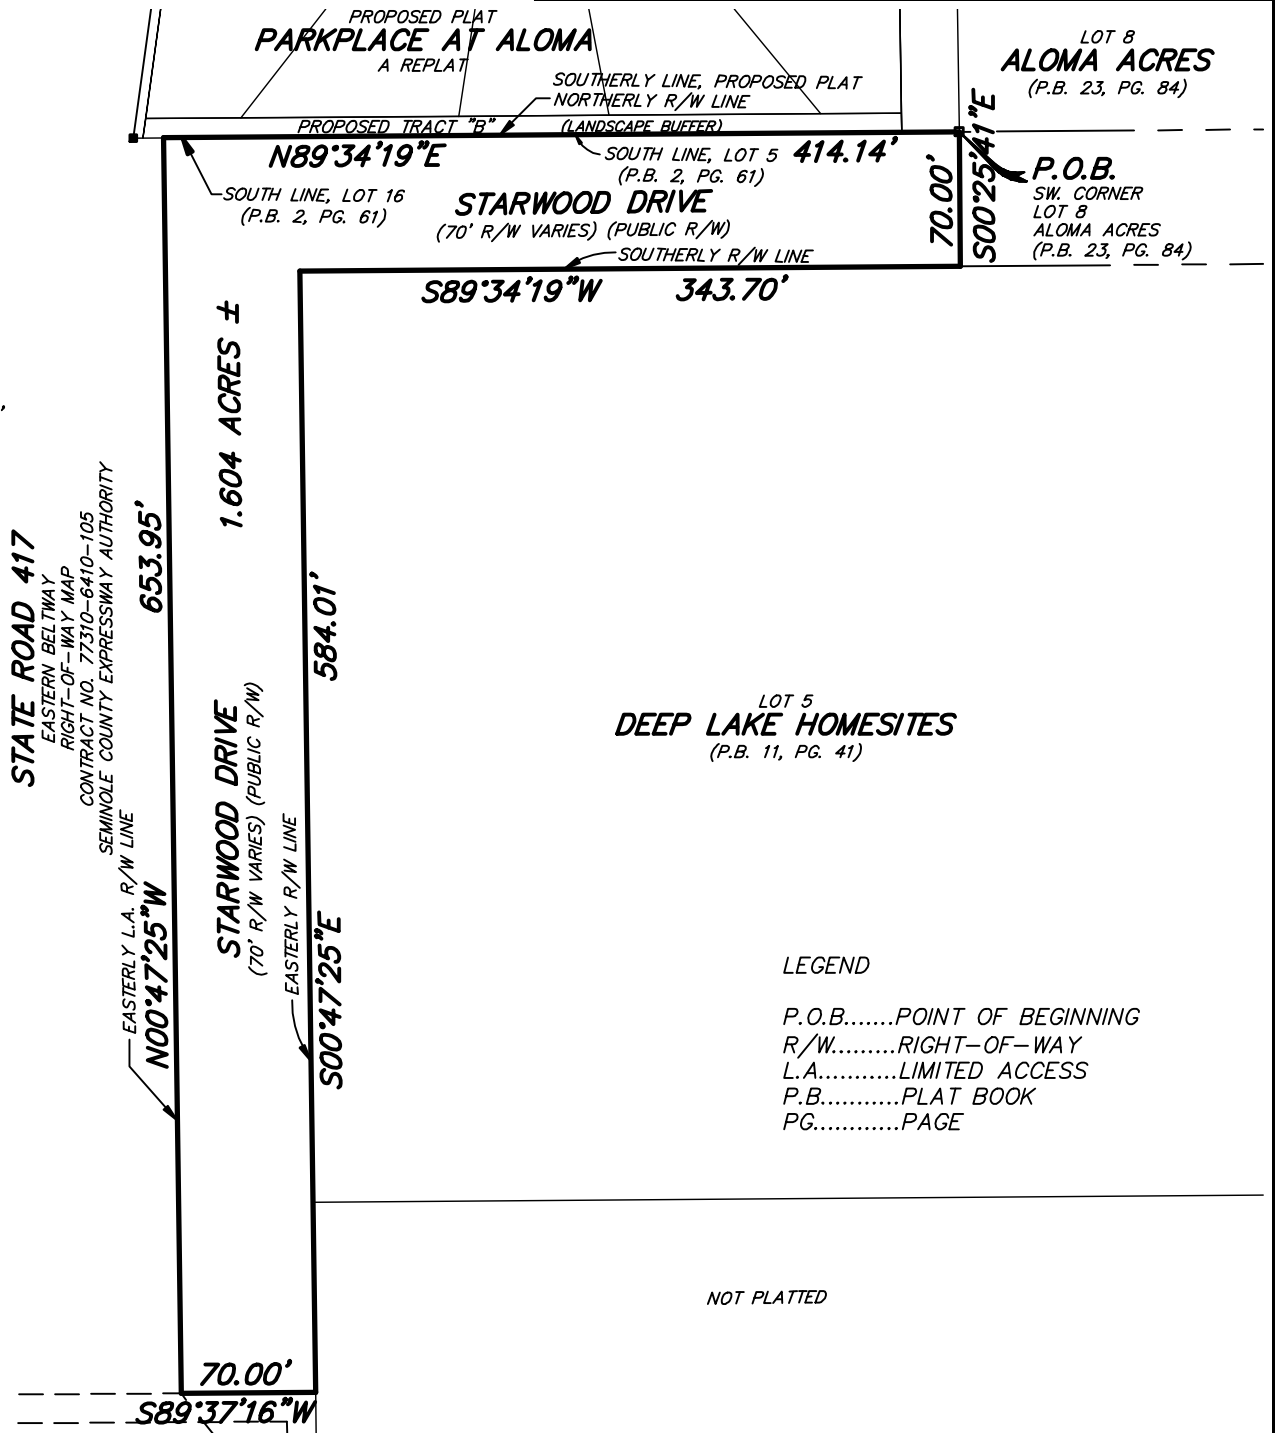 PROPOSED PLAT
PARKPLACE AT ALOMA
A REPLAT
LOT 8
ALOMA ACRES
(P.B. 23, PG. 84)
SOUTHERLY LINE, PROPOSED PLAT
NORTHERLY R/W LINE
PROPOSED TRACT "B"
(LANDSCAPE BUFFER)
N89°34'19"E
SOUTH LINE, LOT 5
(P.B. 2, PG. 61)
414.14'
SOUTH LINE, LOT 16
(P.B. 2, PG. 61)
STARWOOD DRIVE
(70' R/W VARIES) (PUBLIC R/W)
70.00'
S00°25'41"E
P.O.B.
SW. CORNER
LOT 8
ALOMA ACRES
(P.B. 23, PG. 84)
SOUTHERLY R/W LINE
S89°34'19"W
343.70'
1.604 ACRES ±
STATE ROAD 417
EASTERN BELTWAY
RIGHT-OF-WAY MAP
CONTRACT NO. 77310-6410-105
SEMINOLE COUNTY EXPRESSWAY AUTHORITY
653.95'
584.01'
EASTERLY L.A. R/W LINE
N00°47'25"W
STARWOOD DRIVE
(70' R/W VARIES) (PUBLIC R/W)
EASTERLY R/W LINE
S00°47'25"E
LOT 5
DEEP LAKE HOMESITES
(P.B. 11, PG. 41)
LEGEND
P.O.B.......POINT OF BEGINNING
R/W.........RIGHT-OF-WAY
L.A...........LIMITED ACCESS
P.B...........PLAT BOOK
PG............PAGE
NOT PLATTED
70.00'
S89°37'16"W